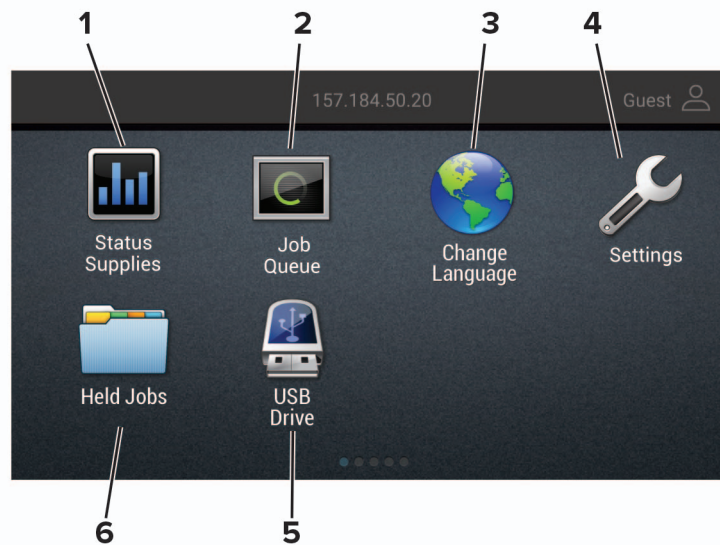 1 2 3 4
157.184.50.20 Guest
Status
Supplies
Job
Queue
Change
Language
Settings
Held Jobs
USB
Drive
6 5